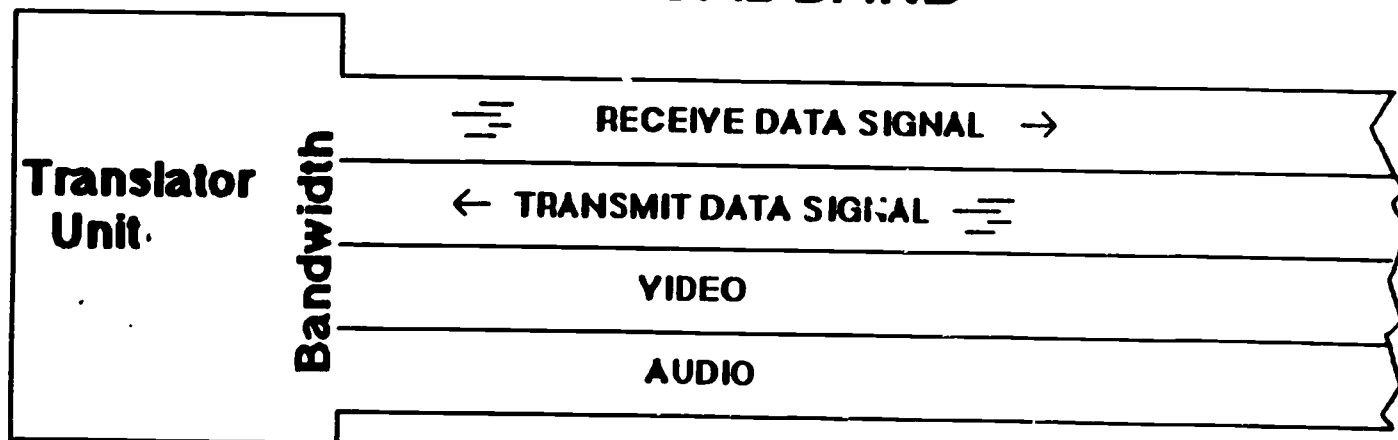 RECEIVE DATA SIGNAL →
Translator
Unit
Bandwidth
← TRANSMIT DATA SIGNAL
VIDEO
AUDIO